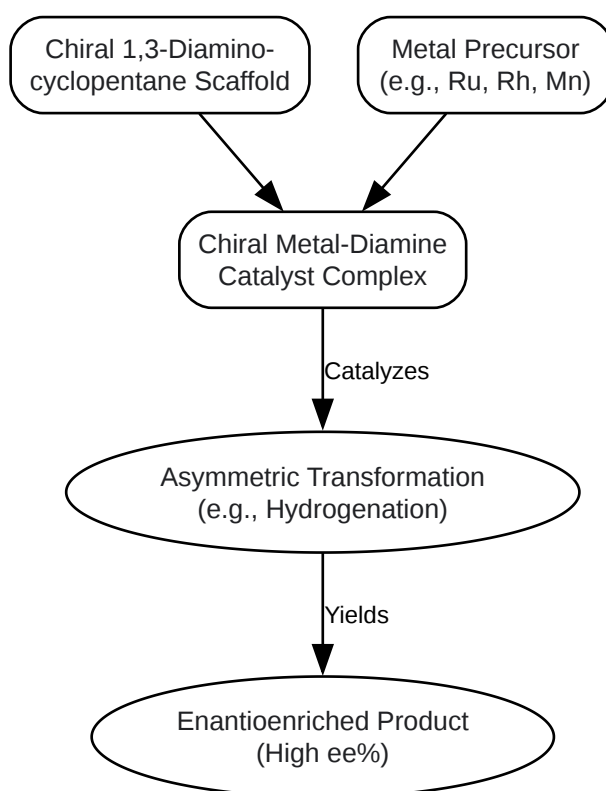 Chiral 1,3-Diamino-
cyclopentane Scaffold
Metal Precursor
(e.g., Ru, Rh, Mn)
Chiral Metal-Diamine
Catalyst Complex
Catalyzes
Asymmetric Transformation
(e.g., Hydrogenation)
Yields
Enantioenriched Product
(High ee%)